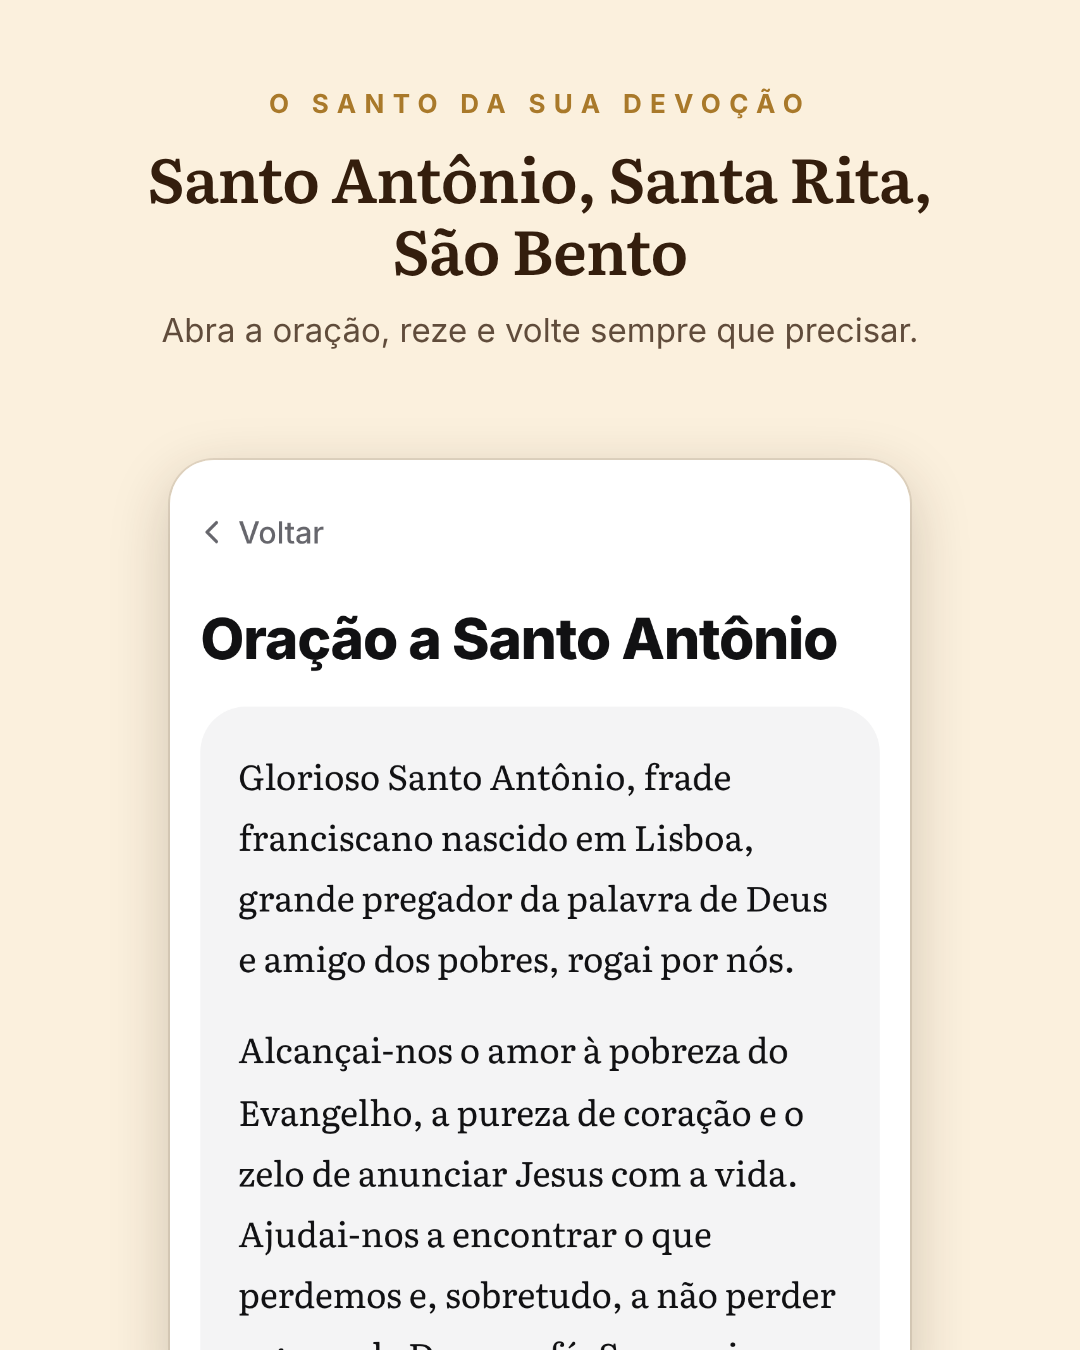 O SANTO DA SUA DEVOÇÃO
Santo Antônio, Santa Rita,
São Bento
Abra a oração, reze e volte sempre que precisar.
Voltar
Oração a Santo Antônio
Glorioso Santo Antônio, frade
franciscano nascido em Lisboa,
grande pregador da palavra de Deus
e amigo dos pobres, rogai por nós.
Alcançai-nos o amor à pobreza do
Evangelho, a pureza de coração e o
zelo de anunciar Jesus com a vida.
Ajudai-nos a encontrar o que
perdemos e, sobretudo, a não perder